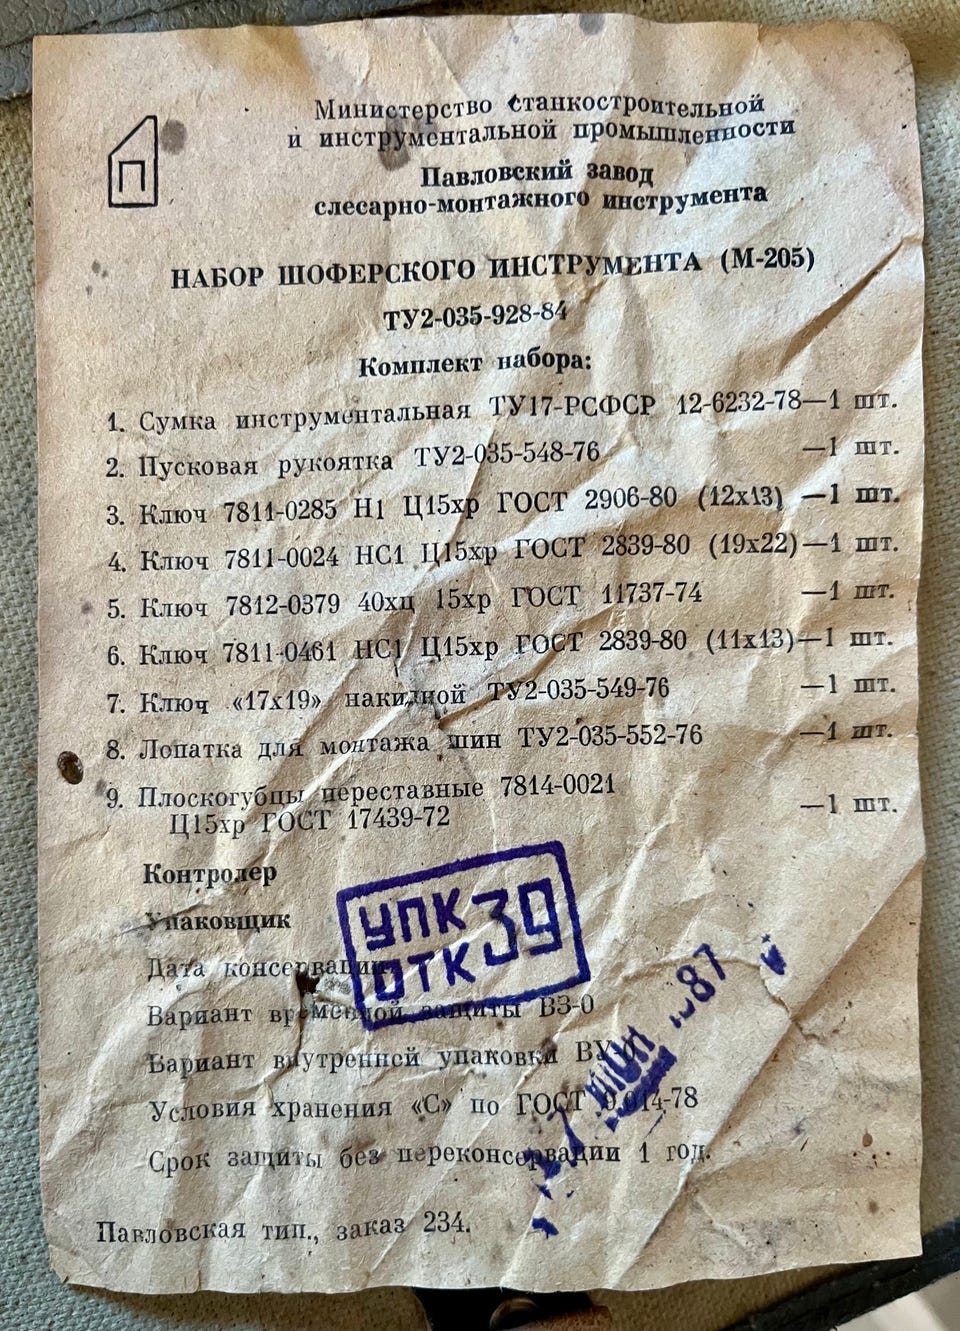 П
Министерство станкостроительной
и инструментальной промышленности
Павловский завод
слесарно-монтажного инструмента
НАБОР ШОФЕРСКОГО ИНСТРУМЕНТА (М-205)
ТУ2-035-928-84
Комплект набора:
1. Сумка инструментальная ТУ17-РСФСР 12-6232-78—1 шт.
2. Пусковая рукоятка ТУ2-035-548-76 —1 шт.
3. Ключ 7811-0285 Н1 Ц15хр ГОСТ 2906-80 (12х13) —1 шт.
4. Ключ 7811-0024 НС1 Ц15хр ГОСТ 2839-80 (19х22)—1 шт.
5. Ключ 7812-0379 40хц 15хр ГОСТ 11737-74 —1 шт.
6. Ключ 7811-0461 НС1 Ц15хр ГОСТ 2839-80 (11х13)—1 шт.
7. Ключ «17х19» накидной ТУ2-035-549-76 —1 шт.
8. Лопатка для монтажа шин ТУ2-035-552-76 —1 шт.
9. Плоскогубцы переставные 7814-0021
Ц15хр ГОСТ 17439-72 —1 шт.
Контролер
Упаковщик
УПК 39
ОТК
Дата консервации
Вариант временной защиты ВЗ-0
Вариант внутренней упаковки
Условия хранения «С» по ГОСТ 9.014-78
Срок защиты без переконсервации 1 год.
Павловская тип., заказ 234.